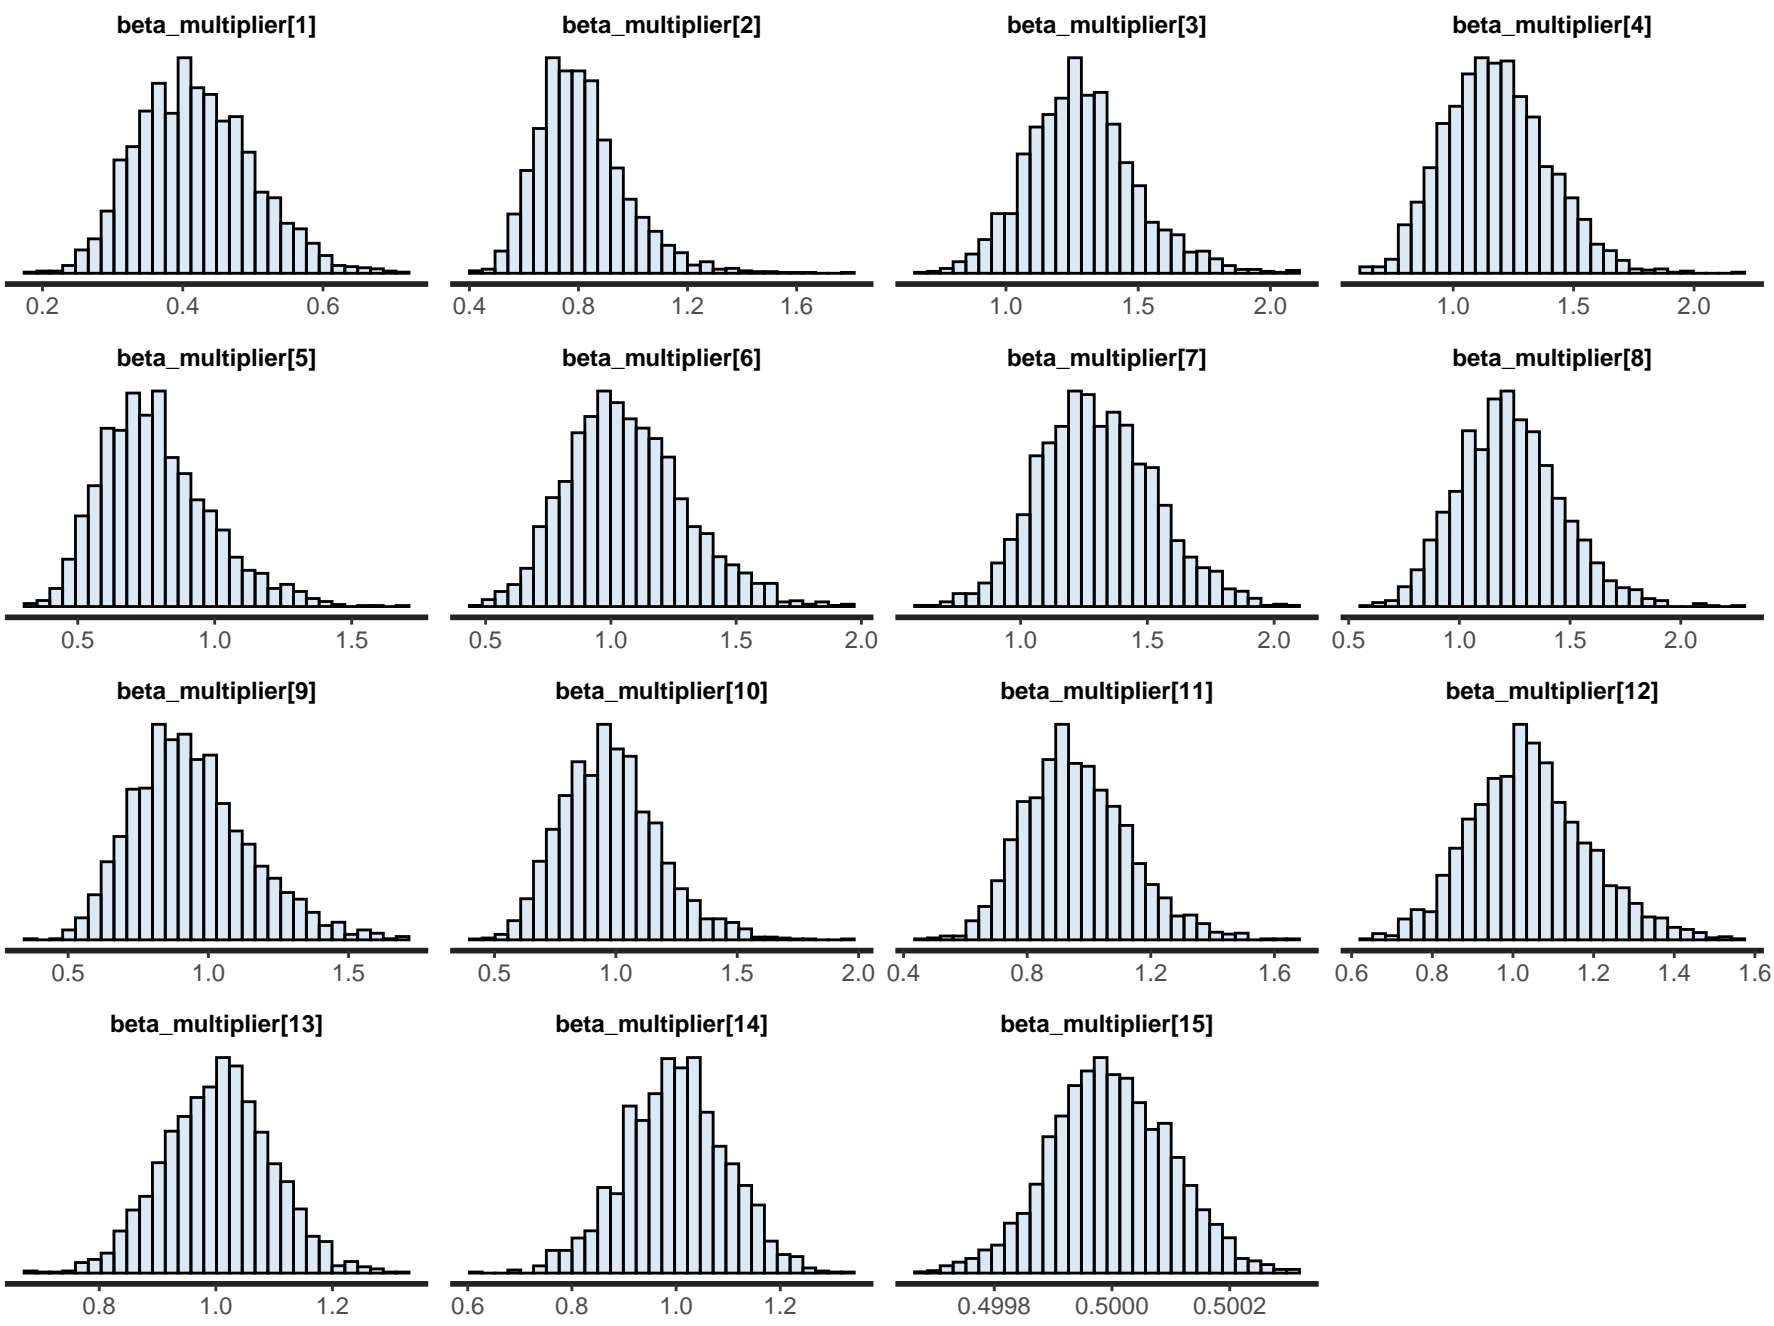 beta_multiplier[1] beta_multiplier[2] beta_multiplier[3] beta_multiplier[4]
0.2 0.4 0.6 0.4 0.8 1.2 1.6 1.0 1.5 2.0 1.0 1.5 2.0
beta_multiplier[5] beta_multiplier[6] beta_multiplier[7] beta_multiplier[8]
0.5 1.0 1.5 0.5 1.0 1.5 2.0 1.0 1.5 2.0 0.5 1.0 1.5 2.0
beta_multiplier[9] beta_multiplier[10] beta_multiplier[11] beta_multiplier[12]
0.5 1.0 1.5 0.5 1.0 1.5 2.0 0.4 0.8 1.2 1.6 0.6 0.8 1.0 1.2 1.4 1.6
beta_multiplier[13] beta_multiplier[14] beta_multiplier[15]
0.8 1.0 1.2 0.6 0.8 1.0 1.2 0.4998 0.5000 0.5002